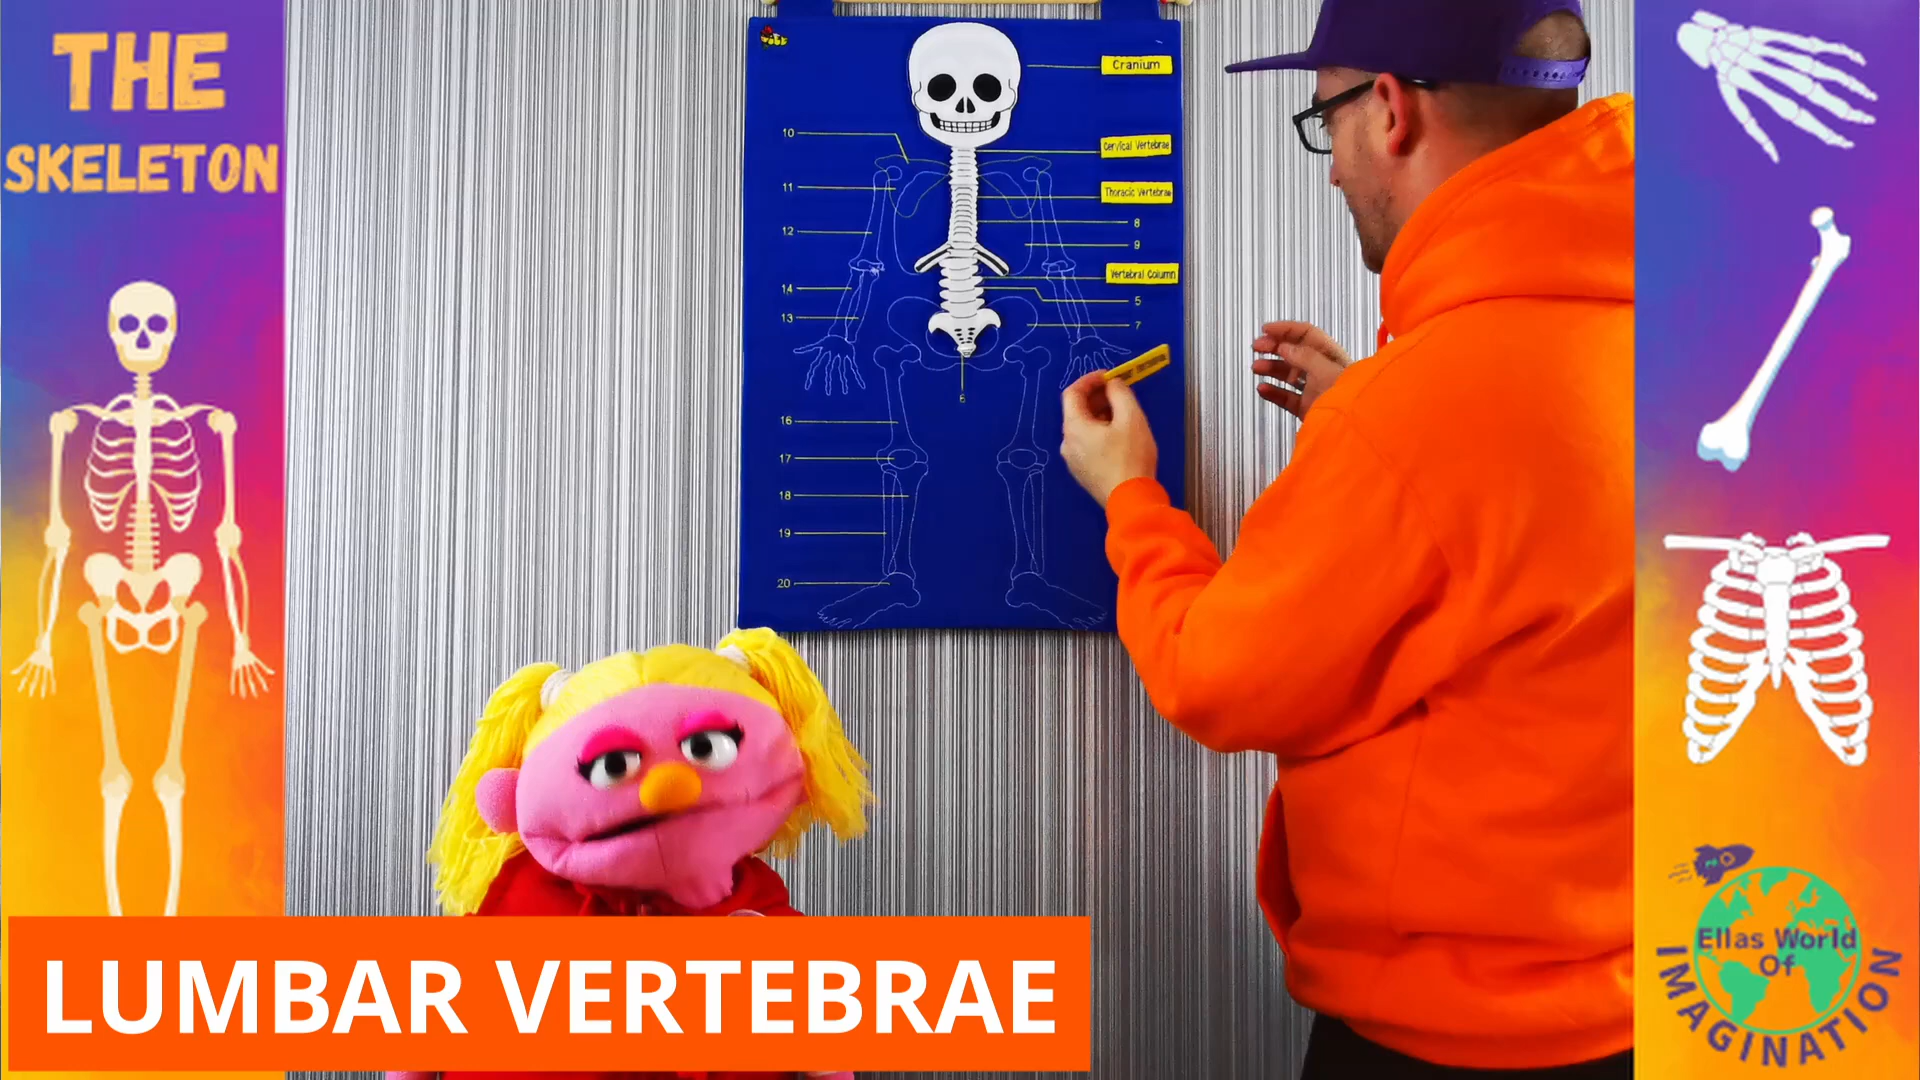 THE
SKELETON
Cranium
Cervical Vertebrae
Thoracic Vertebrae
Vertebral Column
10
11
12
14
13
16
17
18
19
20
8
9
5
7
6
LUMBAR VERTEBRAE
Ellas World
Of
IMAGINATION